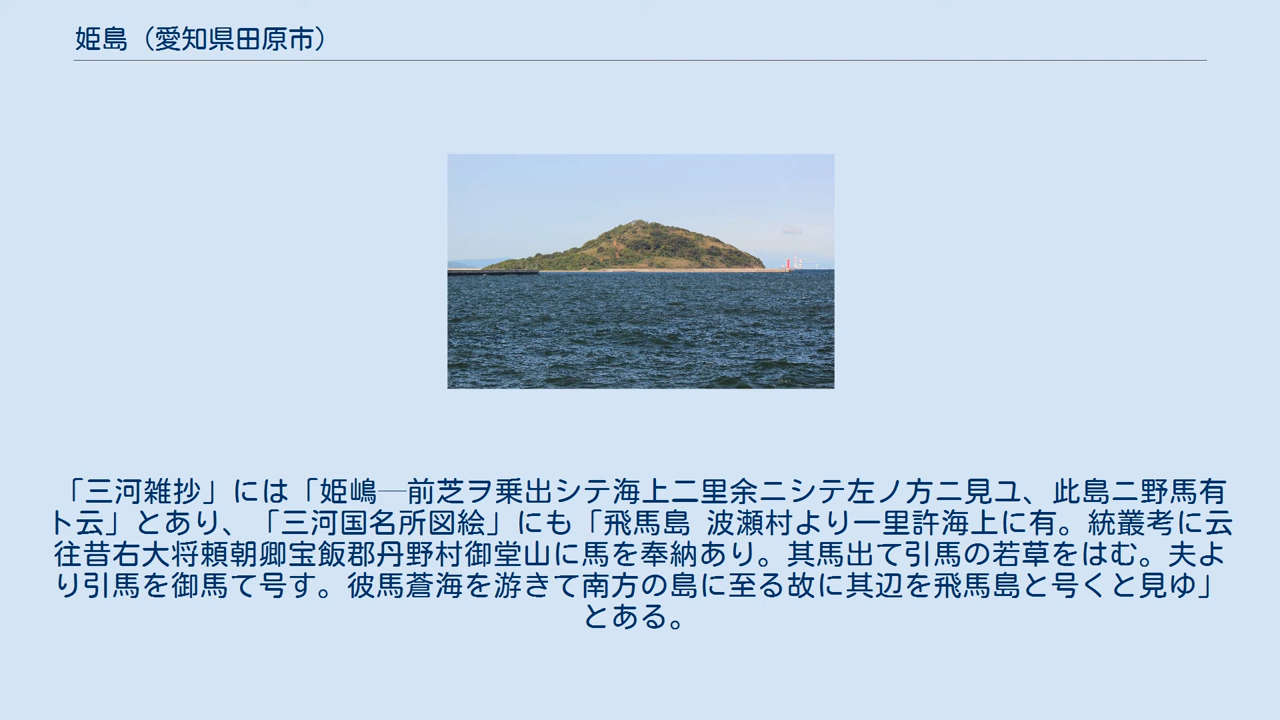 姫島（愛知県田原市）
「三河雑抄」には「姫嶋─前芝ヲ乗出シテ海上二里余ニシテ左ノ方ニ見ユ、此島ニ野馬有
ト云」とあり、「三河国名所図絵」にも「飛馬島 波瀬村より一里許海上に有。統叢考に云
往昔右大将頼朝卿宝飯郡丹野村御堂山に馬を奉納あり。其馬出て引馬の若草をはむ。夫よ
り引馬を御馬て号す。彼馬蒼海を游きて南方の島に至る故に其辺を飛馬島と号くと見ゆ」
とある。